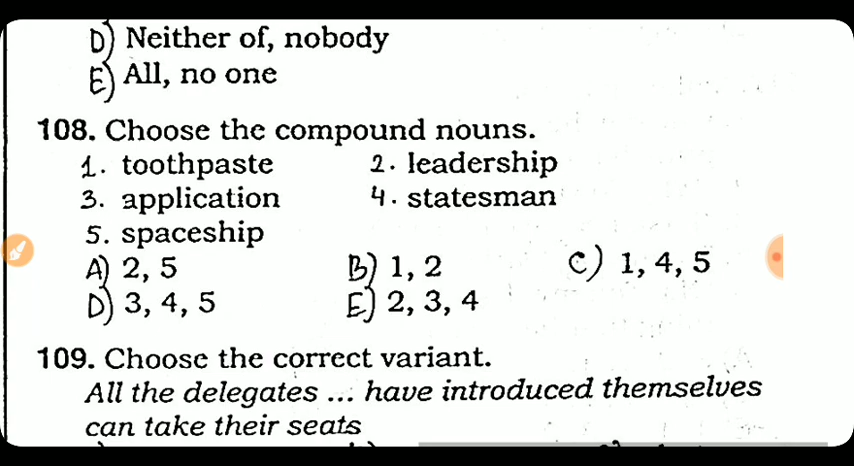 D) Neither of, nobody
E) All, no one
108. Choose the compound nouns.
1. toothpaste 2. leadership
3. application 4. statesman
5. spaceship
A) 2, 5 B) 1, 2 C) 1, 4, 5
D) 3, 4, 5 E) 2, 3, 4
109. Choose the correct variant.
All the delegates ... have introduced themselves
can take their seats